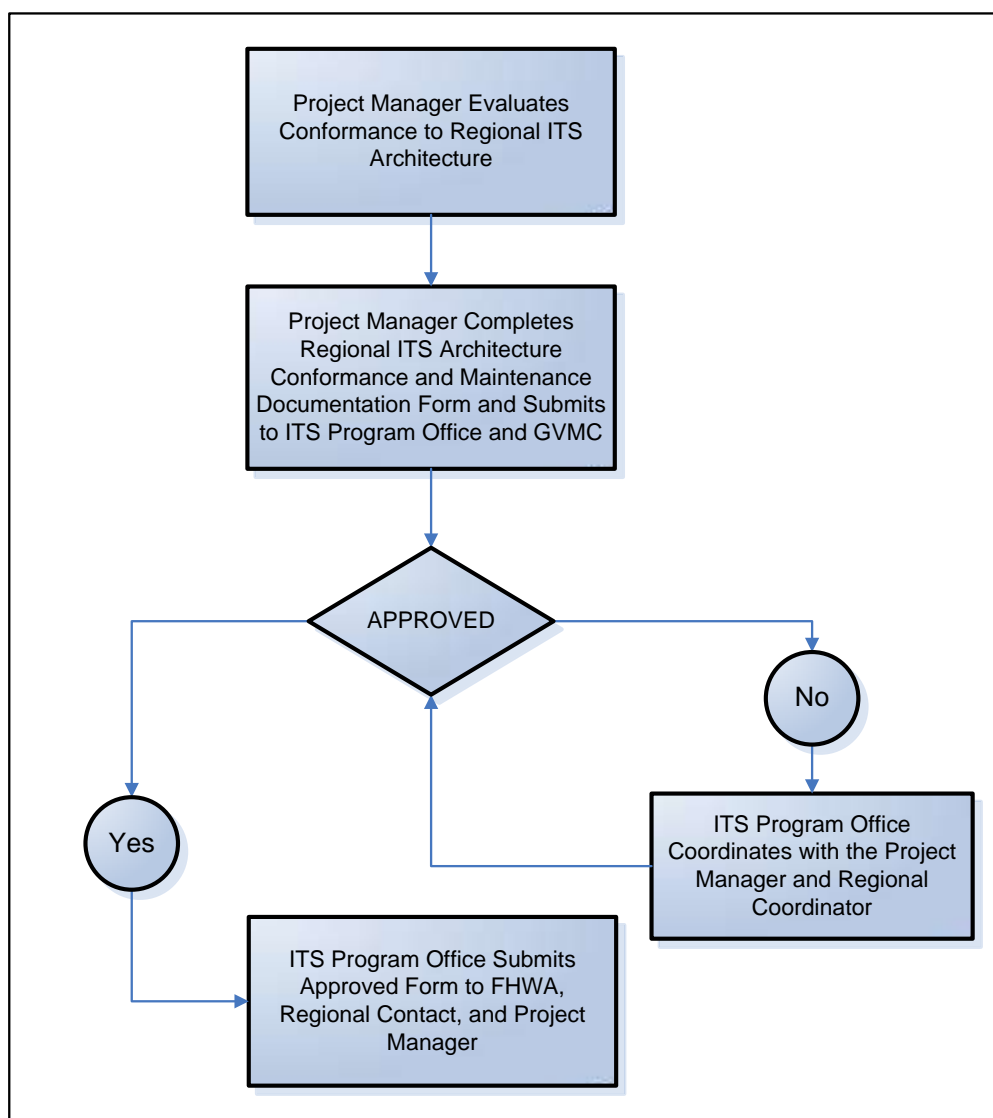 Project Manager Evaluates
Conformance to Regional ITS
Architecture
Project Manager Completes
Regional ITS Architecture
Conformance and Maintenance
Documentation Form and Submits
to ITS Program Office and GVMC
APPROVED
No
Yes
ITS Program Office
Coordinates with the Project
Manager and Regional
Coordinator
ITS Program Office Submits
Approved Form to FHWA,
Regional Contact, and Project
Manager